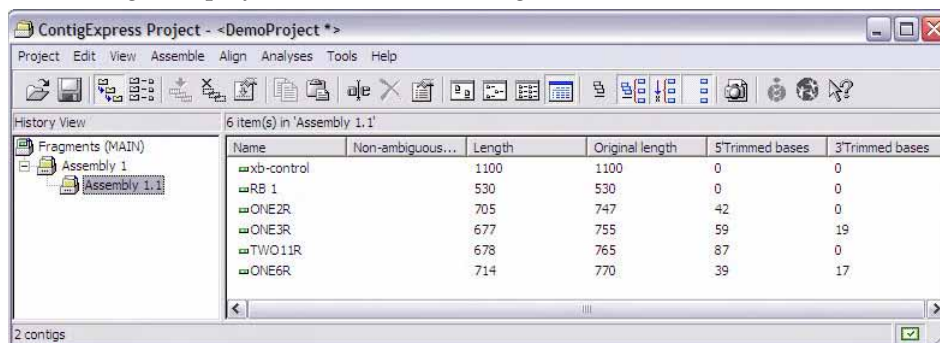 ContigExpress Project - <DemoProject *>
Project Edit View Assemble Align Analyses Tools Help
History View
6 item(s) in 'Assembly 1.1'
Fragments (MAIN)
Assembly 1
Assembly 1.1
Name Non-ambiguous... Length Original length 5'Trimmed bases 3'Trimmed bases
xb-control 1100 1100 0 0
RB 1 530 530 0 0
ONE2R 705 747 42 0
ONE3R 677 755 59 19
TWO11R 678 765 87 0
ONE6R 714 770 39 17
2 contigs